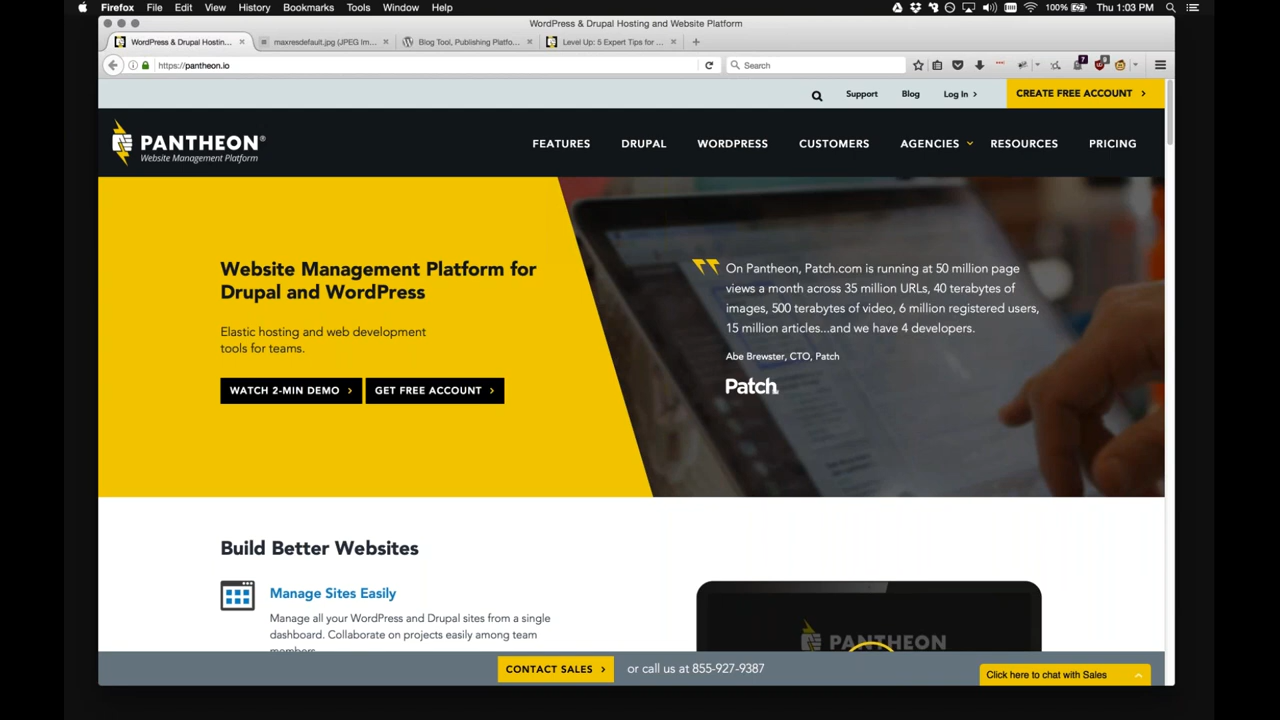 Firefox File Edit View History Bookmarks Tools Window Help 100% Thu 1:03 PM
WordPress & Drupal Hosting and Website Platform
WordPress & Drupal Hostin... maxresdefault.jpg (JPEG Im... Blog Tool, Publishing Platfo... Level Up: 5 Expert Tips for ...
https://pantheon.io Search 7
Support Blog Log In CREATE FREE ACCOUNT
PANTHEON®
Website Management Platform
FEATURES DRUPAL WORDPRESS CUSTOMERS AGENCIES RESOURCES PRICING
Website Management Platform for
Drupal and WordPress
Elastic hosting and web development
tools for teams.
WATCH 2-MIN DEMO GET FREE ACCOUNT
On Pantheon, Patch.com is running at 50 million page
views a month across 35 million URLs, 40 terabytes of
images, 500 terabytes of video, 6 million registered users,
15 million articles...and we have 4 developers.
Abe Brewster, CTO, Patch
Patch
Build Better Websites
Manage Sites Easily
Manage all your WordPress and Drupal sites from a single
dashboard. Collaborate on projects easily among team
members.
PANTHEON
CONTACT SALES or call us at 855-927-9387
Click here to chat with Sales